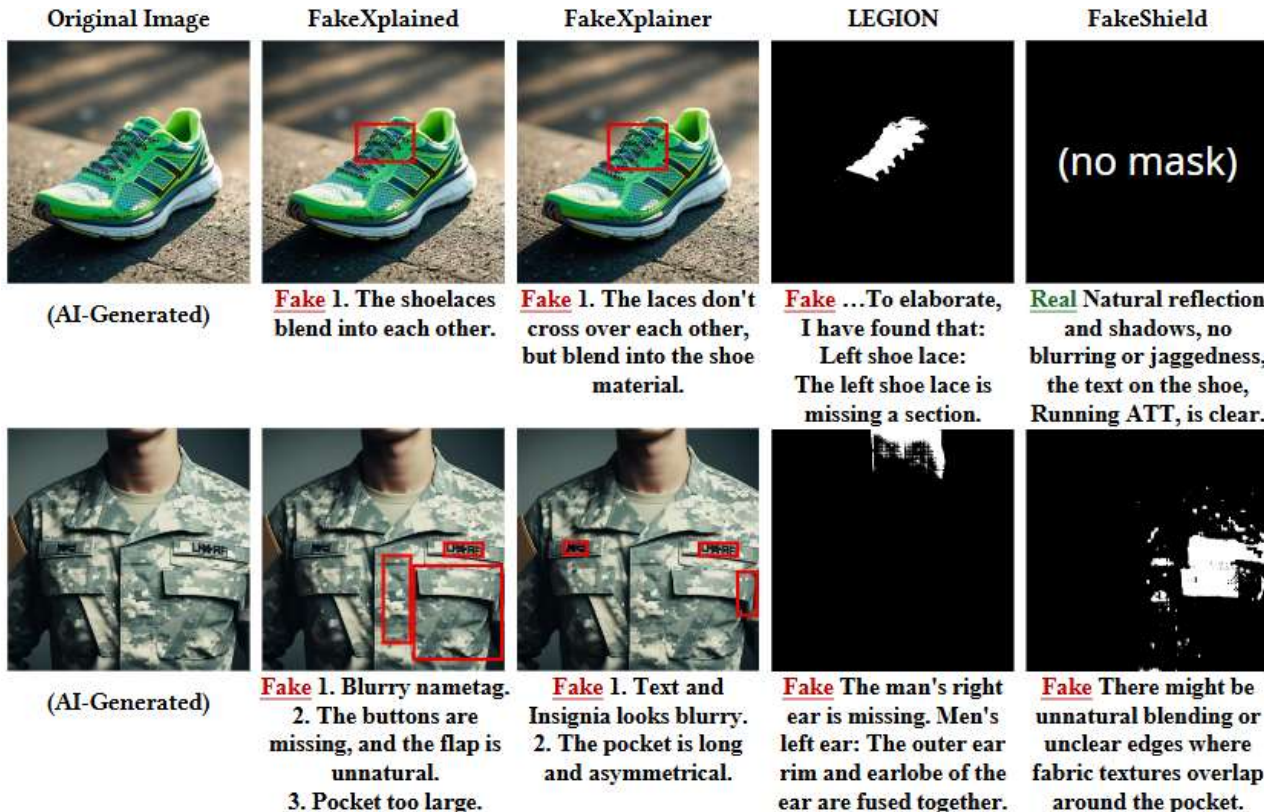 Original Image FakeXplained FakeXplainer LEGION FakeShield
(no mask)
(AI-Generated)
Fake 1. The shoelaces
blend into each other.
Fake 1. The laces don't
cross over each other,
but blend into the shoe
material.
Fake …To elaborate,
I have found that:
Left shoe lace:
The left shoe lace is
missing a section.
Real Natural reflection
and shadows, no
blurring or jaggedness,
the text on the shoe,
Running ATT, is clear.
(AI-Generated)
Fake 1. Blurry nametag.
2. The buttons are
missing, and the flap is
unnatural.
3. Pocket too large.
Fake 1. Text and
Insignia looks blurry.
2. The pocket is long
and asymmetrical.
Fake The man's right
ear is missing. Men's
left ear: The outer ear
rim and earlobe of the
ear are fused together.
Fake There might be
unnatural blending or
unclear edges where
fabric textures overlap
around the pocket.